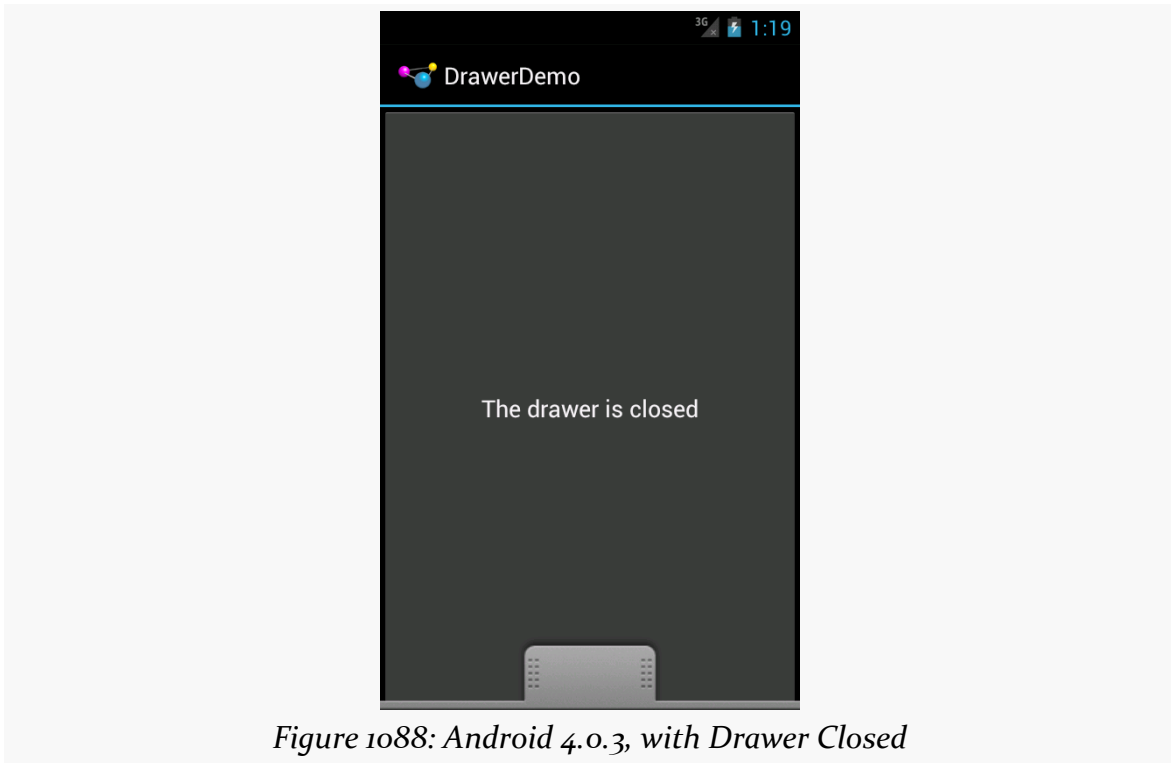 3G
1:19
DrawerDemo
The drawer is closed
Figure 1088: Android 4.0.3, with Drawer Closed